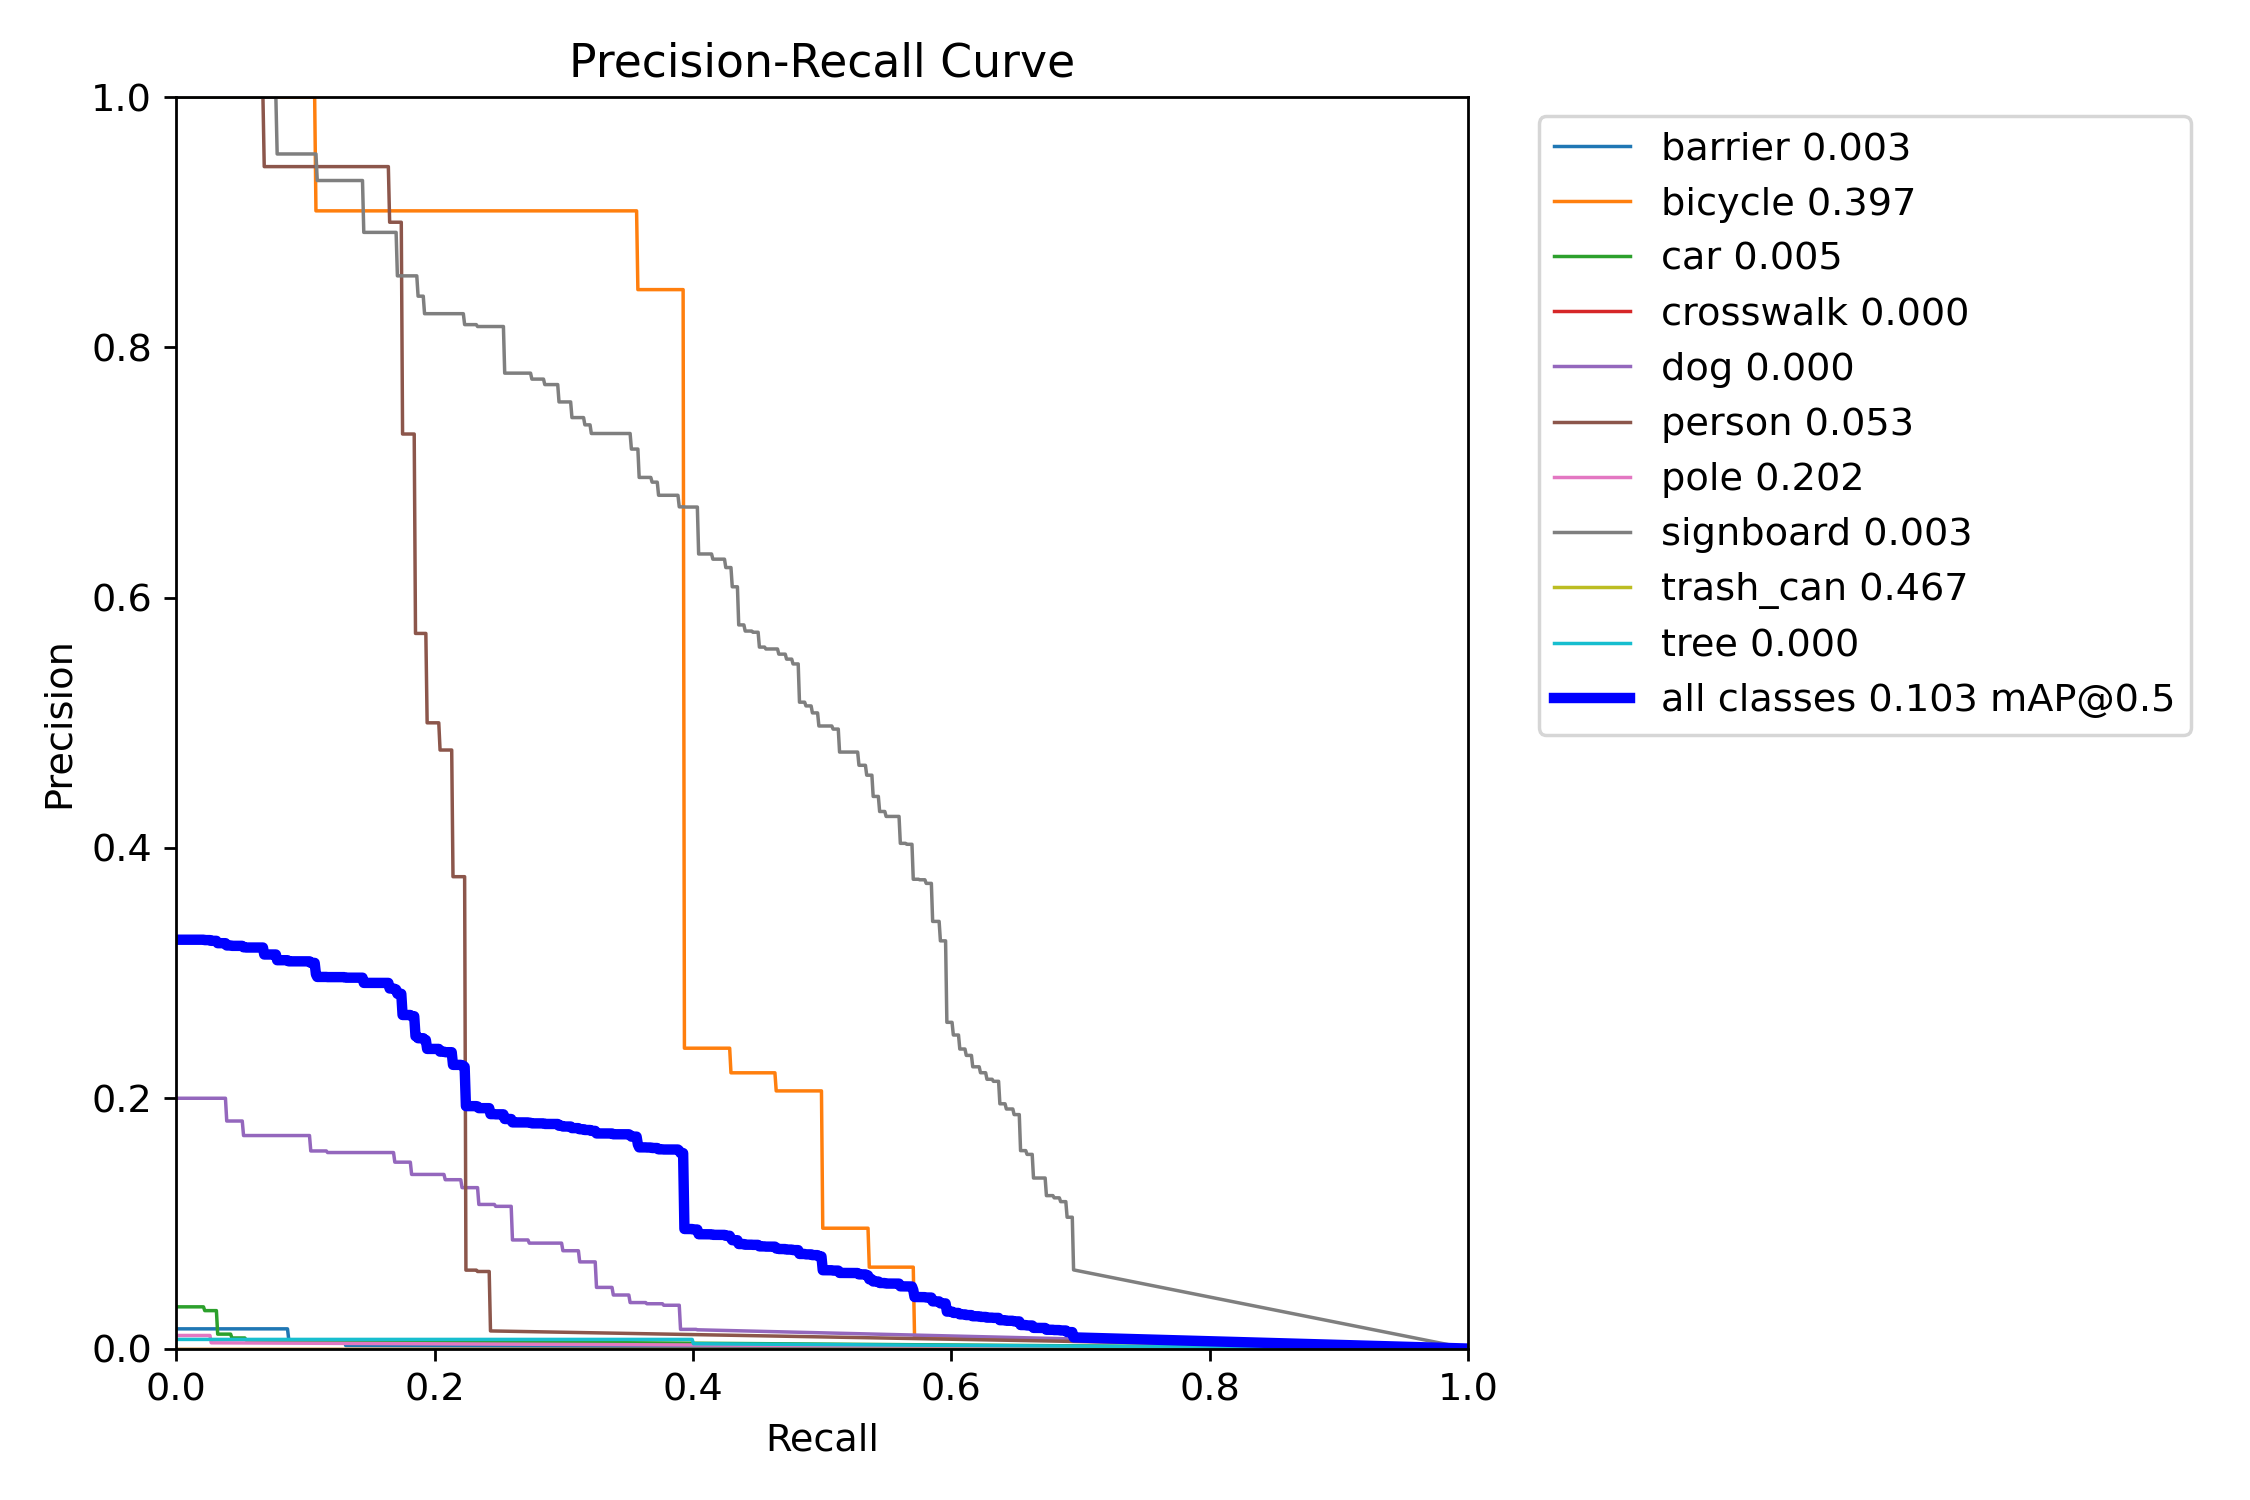 Precision-Recall Curve
1.0
0.8
0.6
0.4
0.2
0.0
Precision
0.0 0.2 0.4 0.6 0.8 1.0
Recall
barrier 0.003
bicycle 0.397
car 0.005
crosswalk 0.000
dog 0.000
person 0.053
pole 0.202
signboard 0.003
trash_can 0.467
tree 0.000
all classes 0.103 mAP@0.5